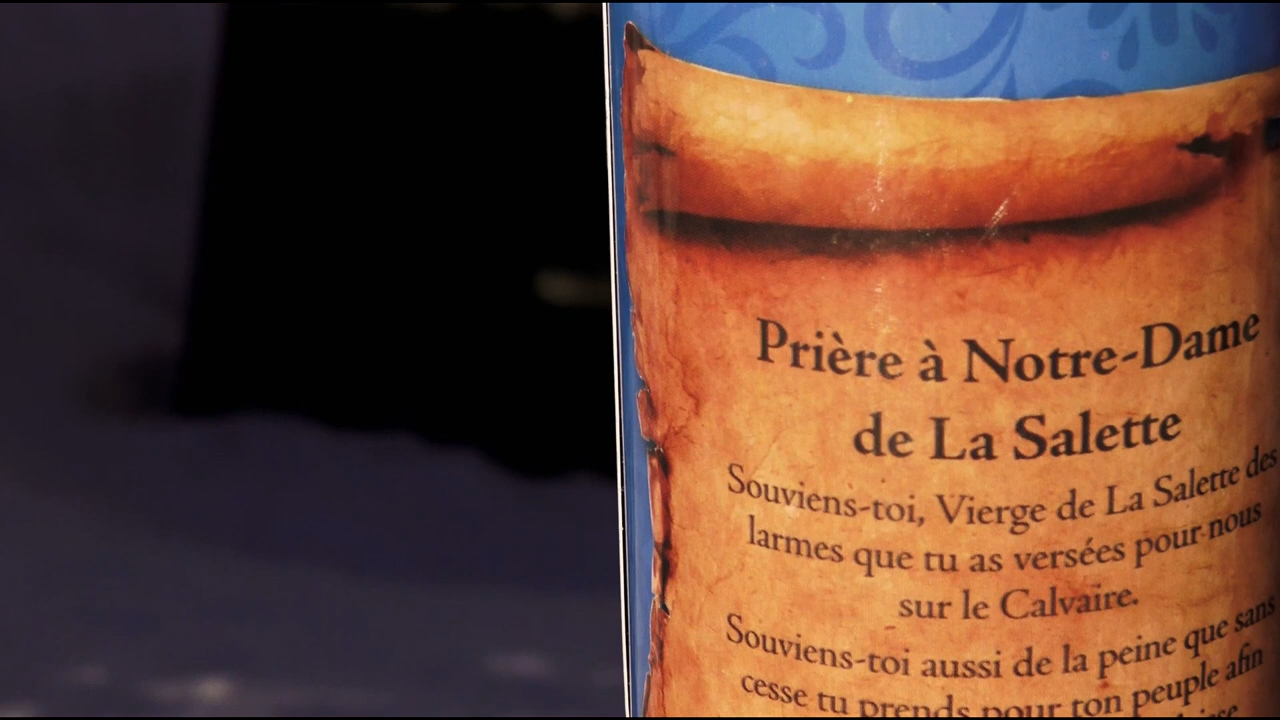 Prière à Notre-Dame
de La Salette
Souviens-toi, Vierge de La Salette des
larmes que tu as versées pour nous
sur le Calvaire.
Souviens-toi aussi de la peine que sans
cesse tu prends pour ton peuple afin